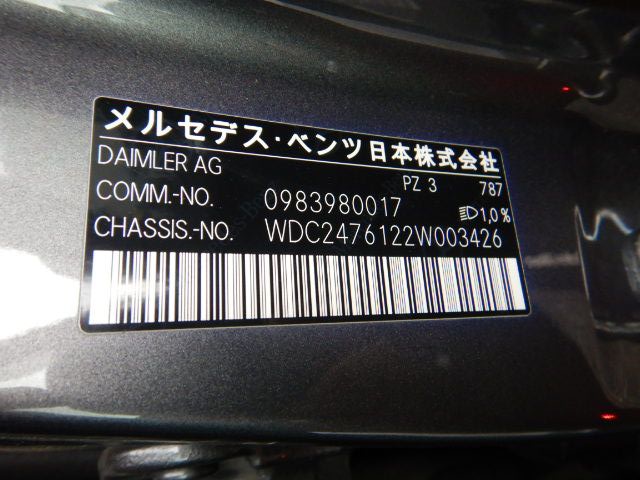 メルセデス・ベンツ日本株式会社
DAIMLER AG
PZ 3 787
COMM.-NO. 0983980017
1,0%
CHASSIS.-NO. WDC2476122W003426